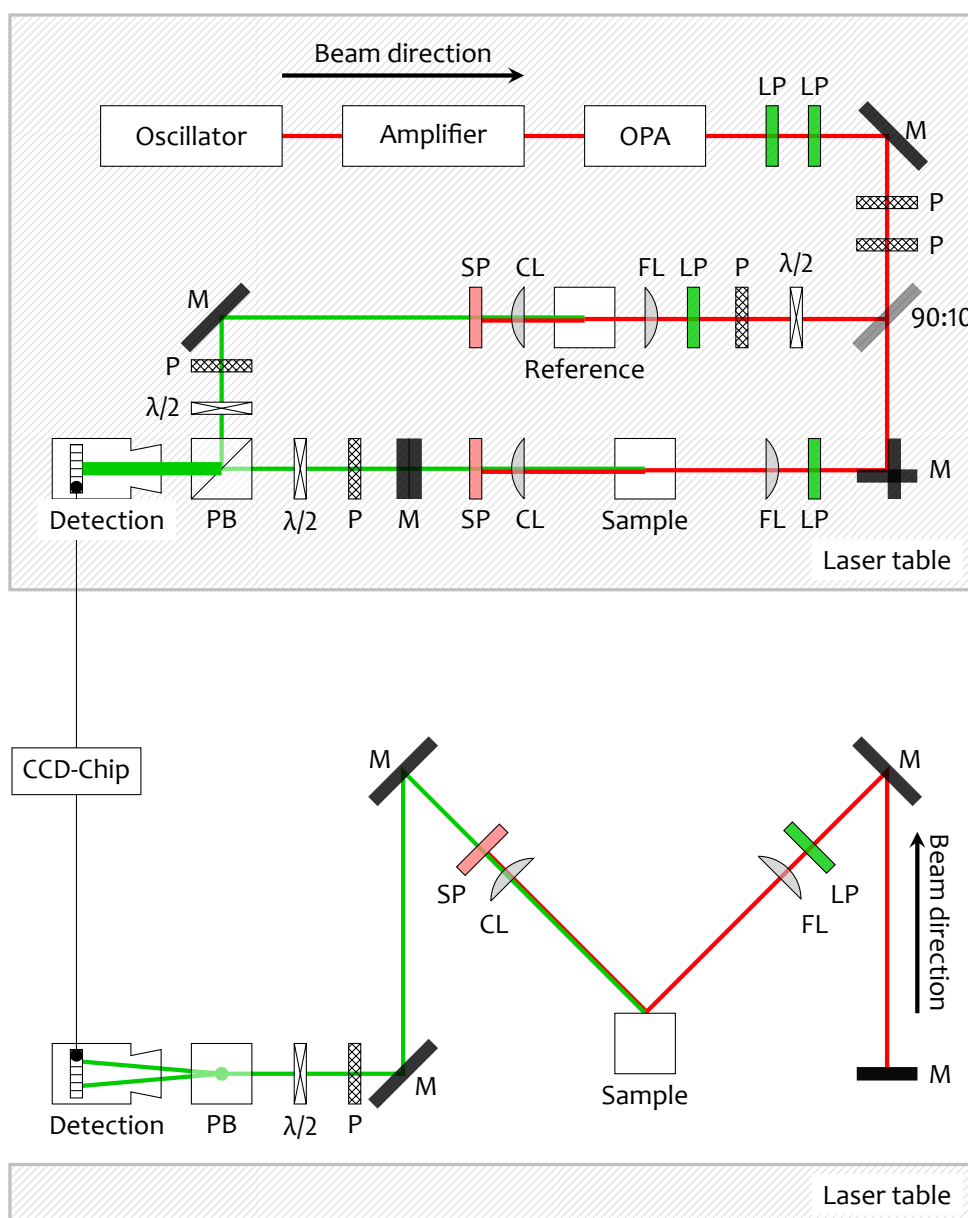 Beam direction
LP LP
Oscillator Amplifier OPA M
P
P
SP CL FL LP P λ/2
M
90:10
Reference
P
λ/2
M
Detection PB λ/2 P M SP CL Sample FL LP
Laser table
M M
CCD-Chip
Beam direction
SP LP
CL FL
M M
Sample
Detection PB λ/2 P
Laser table